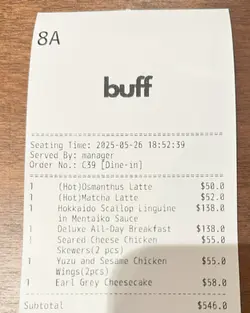 8A
buff
Seating Time: 2025-05-26 18:52:39
Served By: manager
Order No.: C39 [Dine-in]
1 (Hot)Osmanthus Latte $50.0
1 (Hot)Matcha Latte $52.0
1 Hokkaido Scallop Linguine $138.0
in Mentaiko Sauce
1 Deluxe All-Day Breakfast $138.0
1 Seared Cheese Chicken $55.0
Skewers(2 pcs)
1 Yuzu and Sesame Chicken $55.0
Wings(2pcs)
1 Earl Grey Cheesecake $58.0
Subtotal $546.0